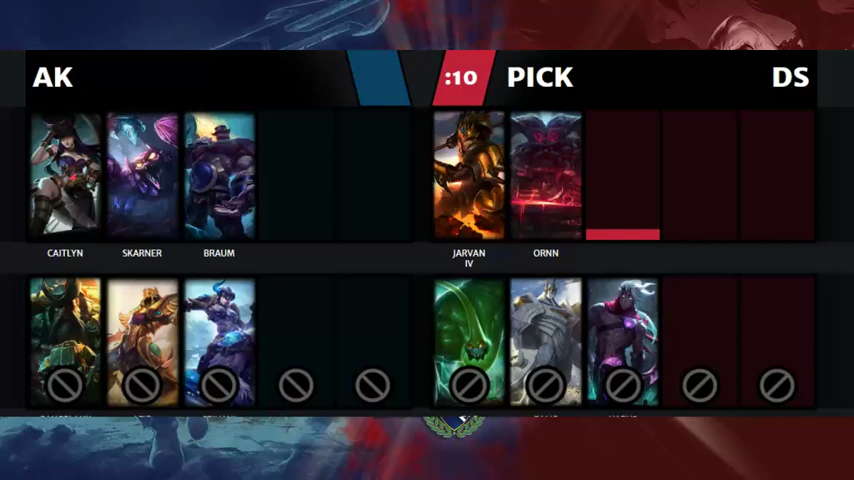 AK
:10
PICK
DS
CAITLYN
SKARNER
BRAUM
JARVAN
IV
ORNN